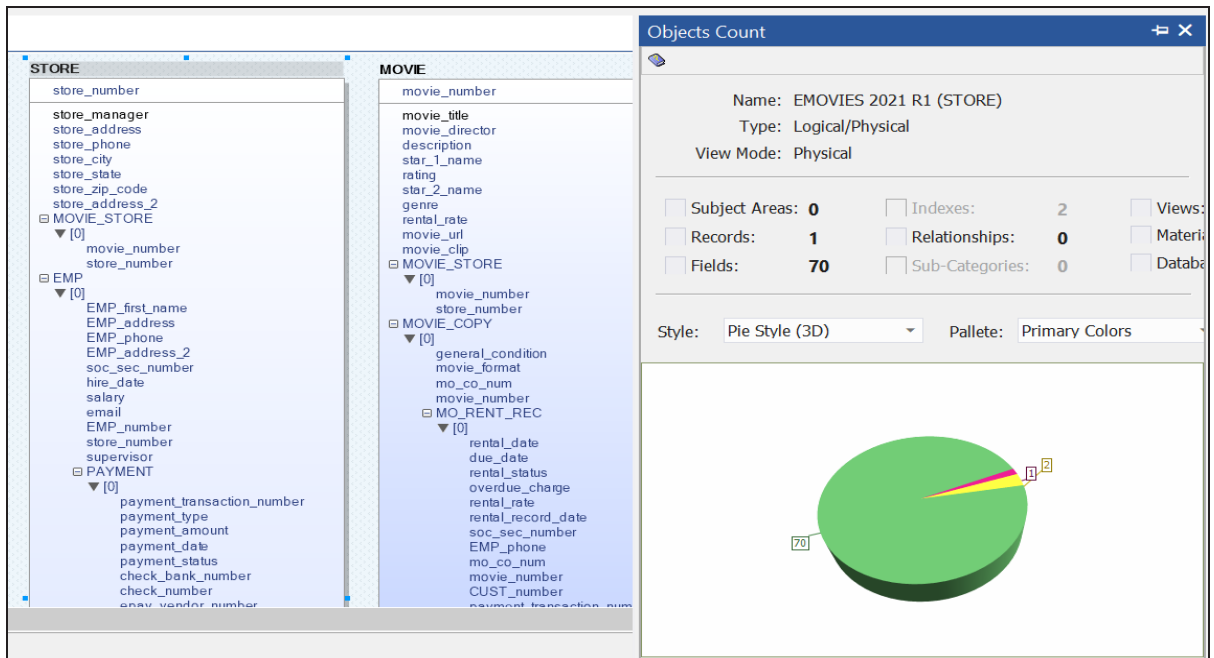 STORE
store_number
store_manager
store_address
store_phone
store_city
store_state
store_zip_code
store_address_2
MOVIE_STORE
[0]
movie_number
store_number
EMP
[0]
EMP_first_name
EMP_address
EMP_phone
EMP_address_2
soc_sec_number
hire_date
salary
email
EMP_number
store_number
supervisor
PAYMENT
[0]
payment_transaction_number
payment_type
payment_amount
payment_date
payment_status
check_bank_number
check_number
epay_vendor_number
MOVIE
movie_number
movie_title
movie_director
description
star_1_name
rating
star_2_name
genre
rental_rate
movie_url
movie_clip
MOVIE_STORE
[0]
movie_number
store_number
MOVIE_COPY
[0]
general_condition
movie_format
mo_co_num
movie_number
MO_RENT_REC
[0]
rental_date
due_date
rental_status
overdue_charge
rental_rate
rental_record_date
soc_sec_number
EMP_phone
mo_co_num
movie_number
CUST_number
payment_transaction_num
Objects Count
Name: EMOVIES 2021 R1 (STORE)
Type: Logical/Physical
View Mode: Physical
Subject Areas: 0 Indexes: 2 Views:
Records: 1 Relationships: 0 Materia
Fields: 70 Sub-Categories: 0 Databa
Style: Pie Style (3D) Pallete: Primary Colors
1
2
70